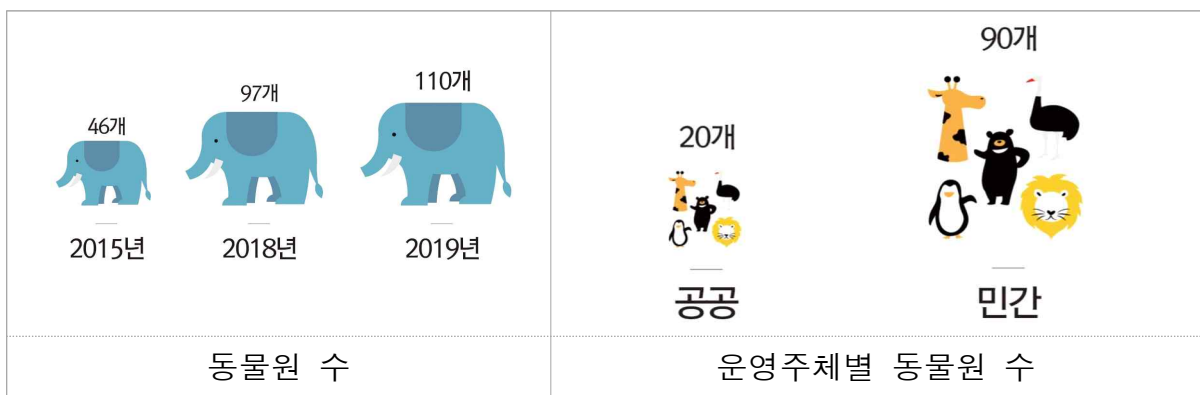 46개
97개
110개
2015년
2018년
2019년
동물원 수
20개
90개
공공
민간
운영주체별 동물원 수